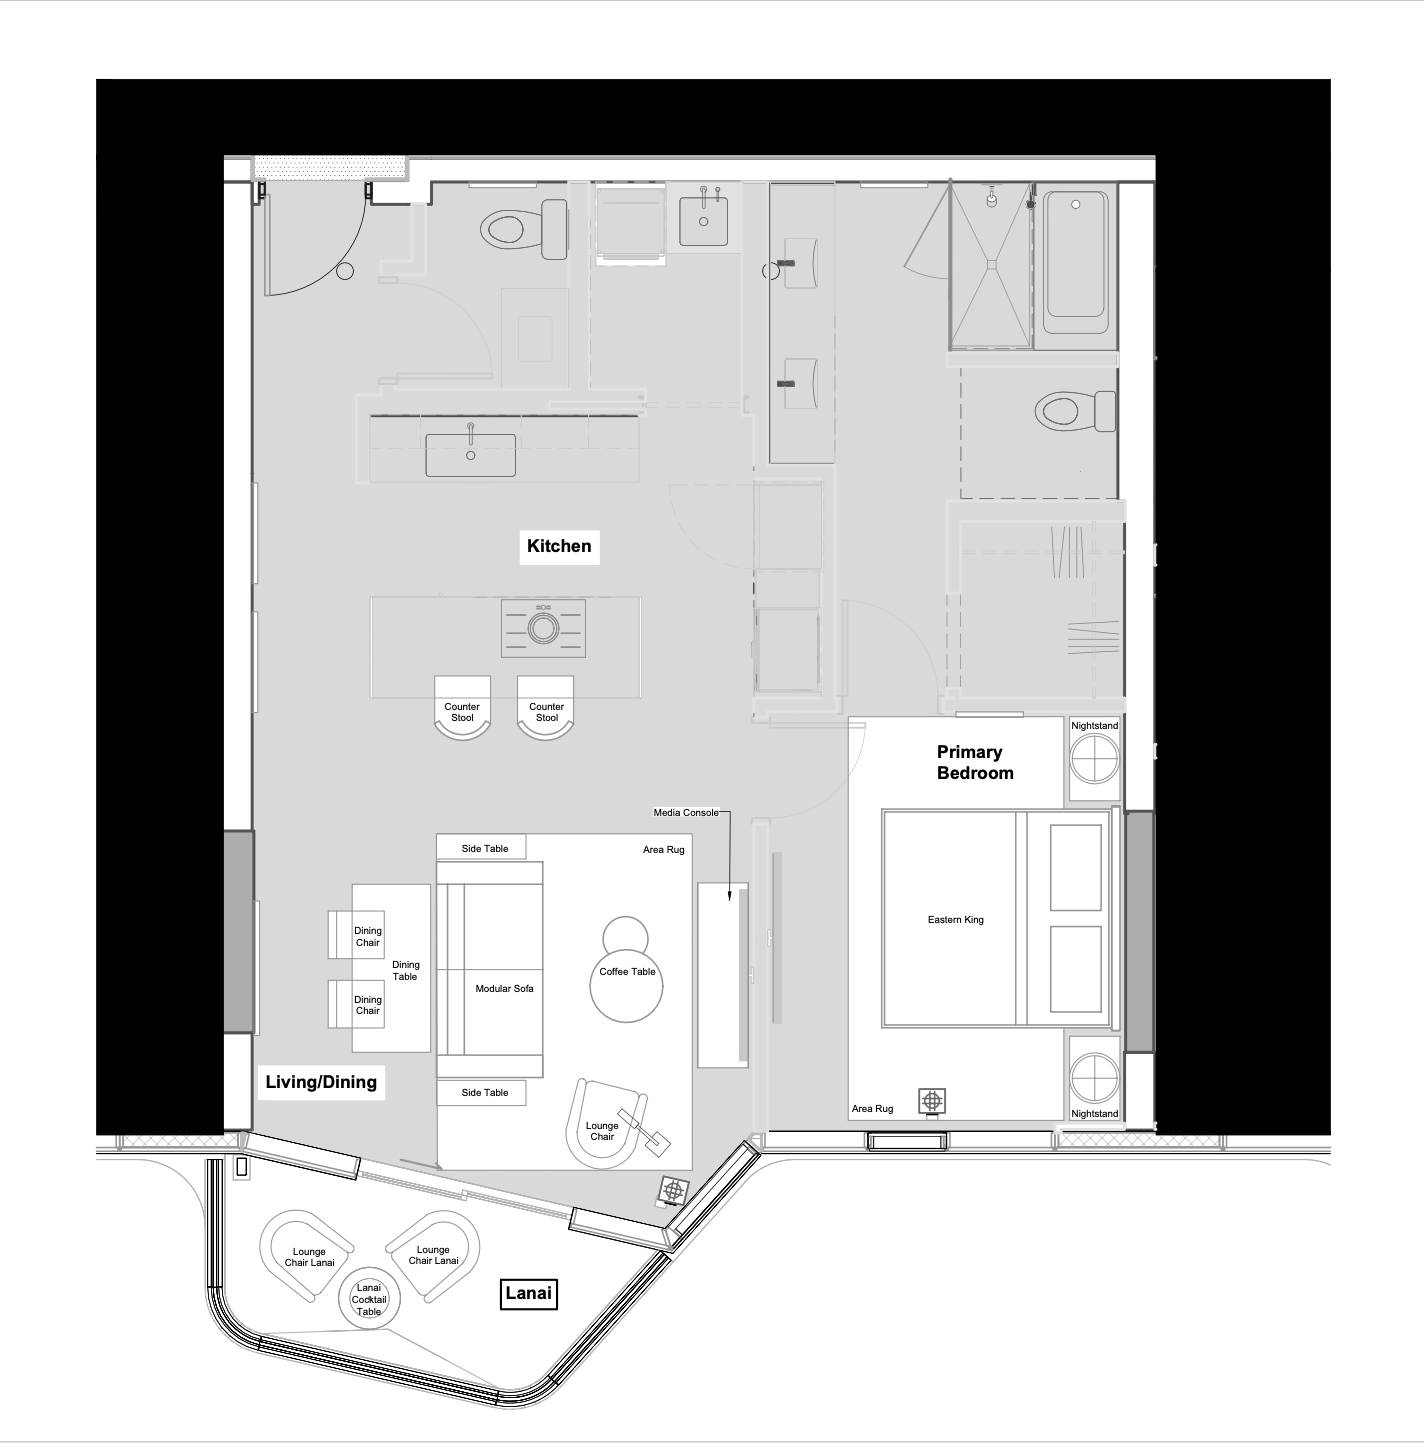 Kitchen
Counter
Stool
Counter
Stool
Nightstand
Primary
Bedroom
Media Console
Side Table
Area Rug
Eastern King
Dining
Chair
Dining
Table
Coffee Table
Modular Sofa
Dining
Chair
Living/Dining
Side Table
Lounge
Chair
Area Rug
Nightstand
Lounge
Chair Lanai
Lounge
Chair Lanai
Lanai
Cocktail
Table
Lanai